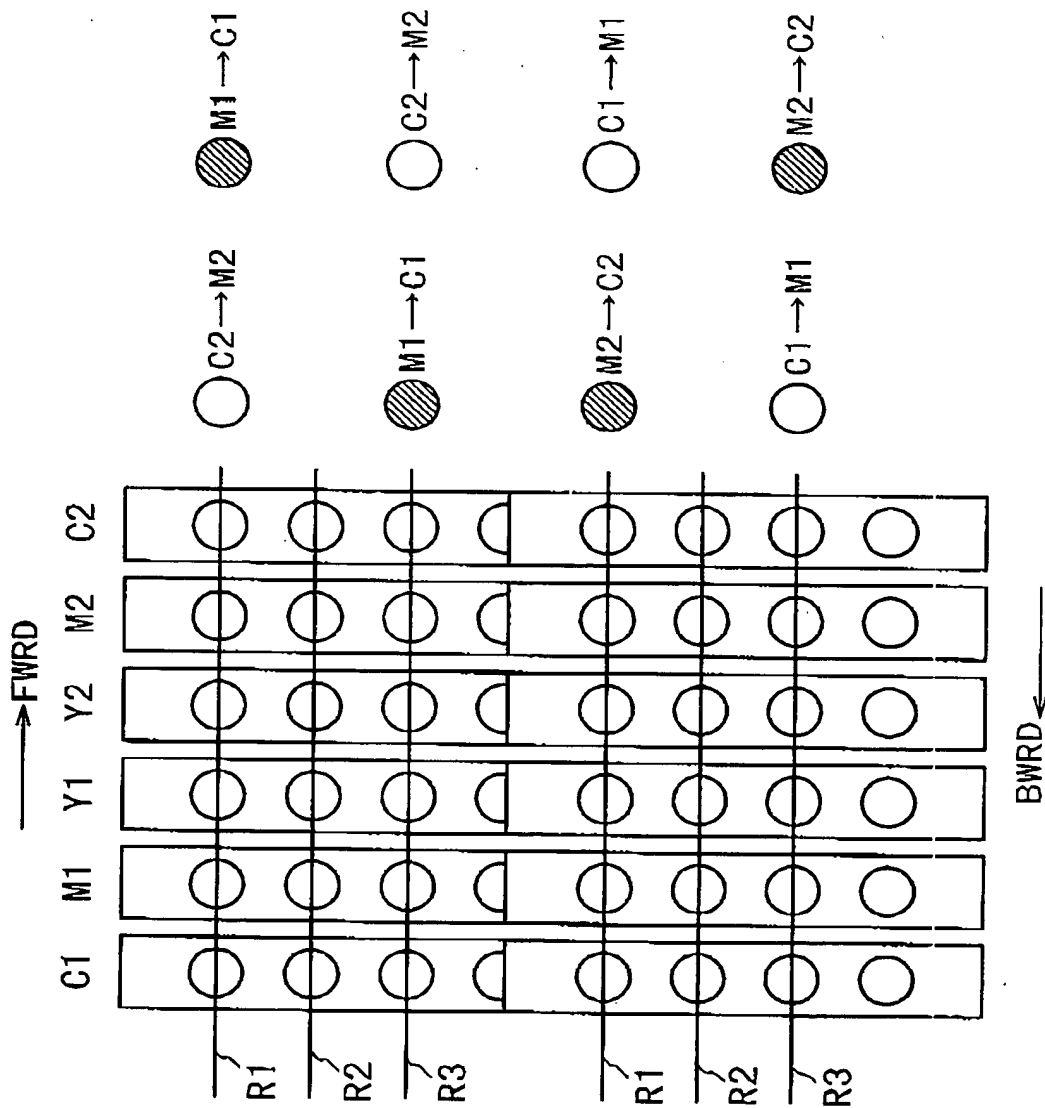 →FWRD
C1 M1 Y1 Y2 M2 C2
R1 C2→M2 M1→C1
R2
R3 M1→C1 C2→M2
R1 M2→C2 C1→M1
R2
R3 C1→M1 M2→C2
BWRD←